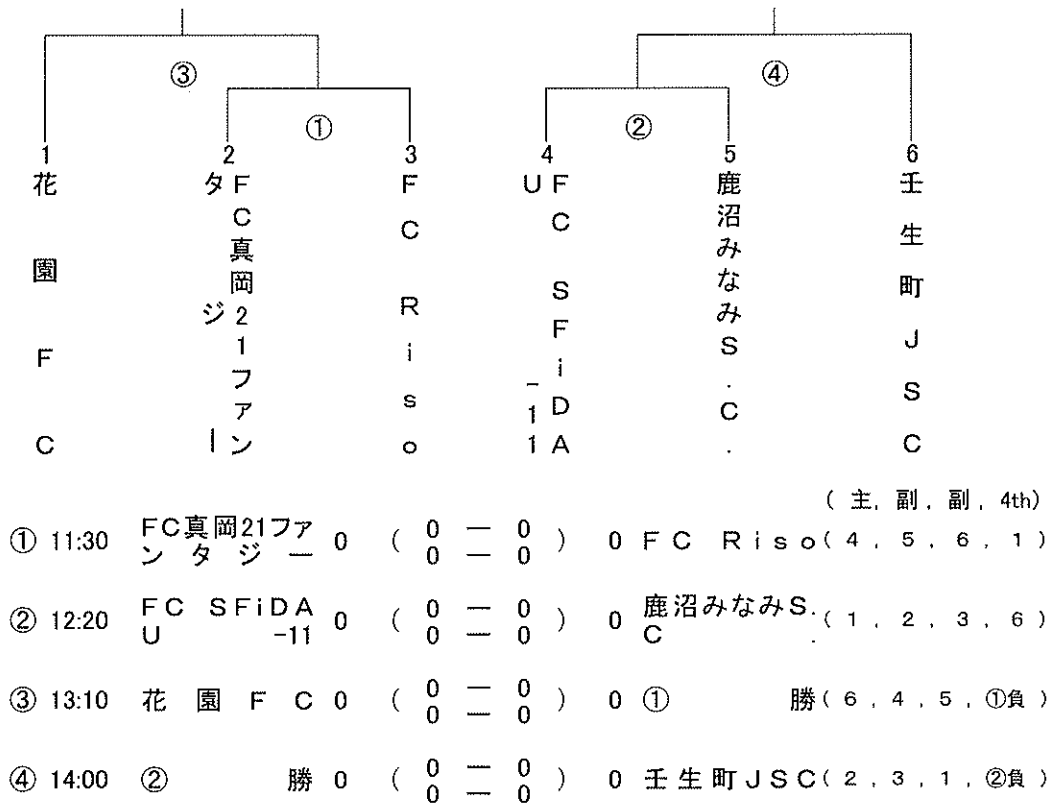 ③ ④
① ②
1 2 3 4 5 6
花園FC
FC真岡21ファン
タジー
FC Riso
FC SFiDA
U-11
鹿沼みなみS.C.
壬生町JSC
(主,副,副,4th)
① 11:30 FC真岡21ファ 0 ( 0 ― 0 ) 0 FC Riso (4,5,6,1)
ンタジー 0 ― 0
② 12:20 FC SFiDA 0 ( 0 ― 0 ) 0 鹿沼みなみS. (1,2,3,6)
U -11 0 ― 0 C .
③ 13:10 花園FC 0 ( 0 ― 0 ) 0 ① 勝 (6,4,5,①負)
0 ― 0
④ 14:00 ② 勝 0 ( 0 ― 0 ) 0 壬生町JSC (2,3,1,②負)
0 ― 0